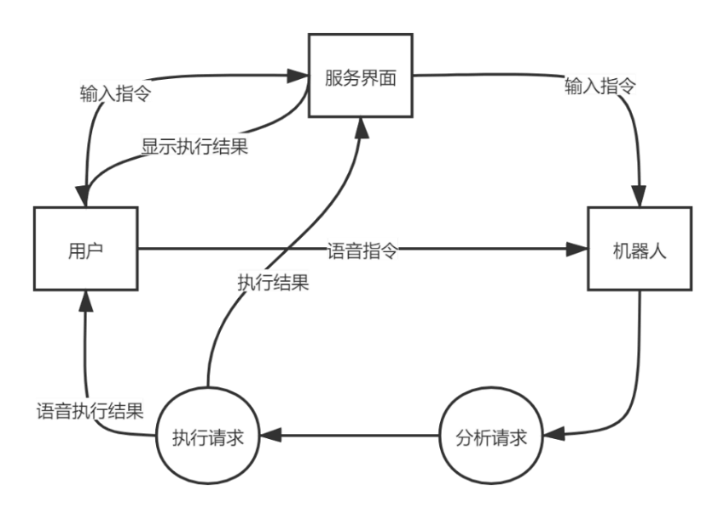 服务界面
输入指令
输入指令
显示执行结果
用户
语音指令
机器人
执行结果
语音执行结果
执行请求
分析请求